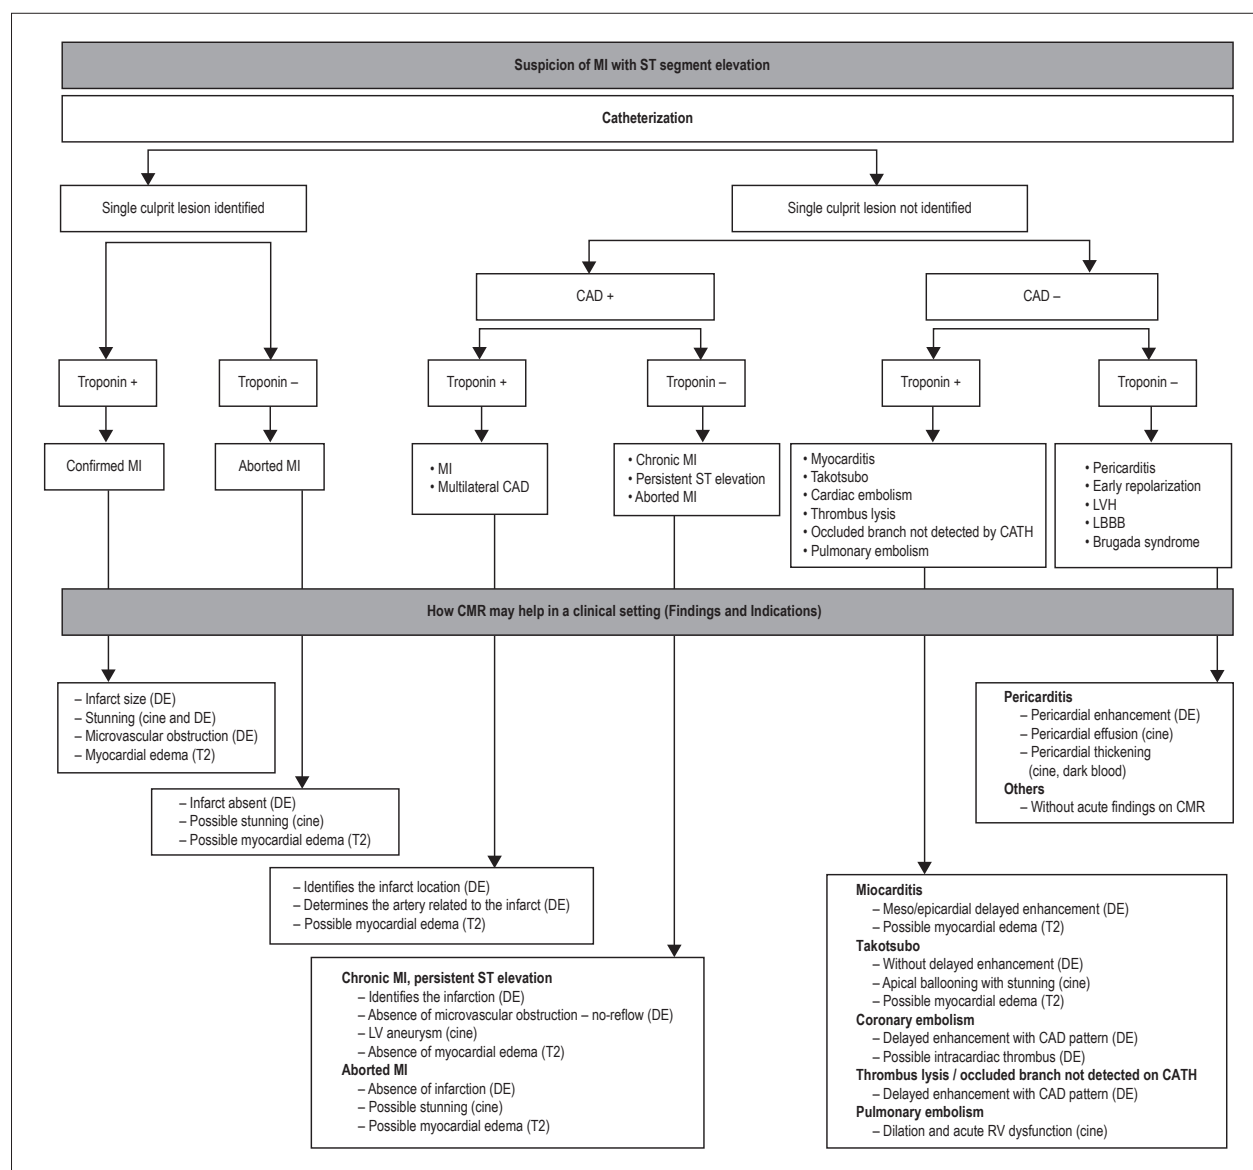 Suspicion of MI with ST segment elevation
Catheterization
Single culprit lesion identified
Single culprit lesion not identified
CAD +
CAD –
Troponin +
Troponin –
Troponin +
Troponin –
Troponin +
Troponin –
Confirmed MI
Aborted MI
• MI
• Multilateral CAD
• Chronic MI
• Persistent ST elevation
• Aborted MI
• Myocarditis
• Takotsubo
• Cardiac embolism
• Thrombus lysis
• Occluded branch not detected by CATH
• Pulmonary embolism
• Pericarditis
• Early repolarization
• LVH
• LBBB
• Brugada syndrome
How CMR may help in a clinical setting (Findings and Indications)
– Infarct size (DE)
– Stunning (cine and DE)
– Microvascular obstruction (DE)
– Myocardial edema (T2)
– Infarct absent (DE)
– Possible stunning (cine)
– Possible myocardial edema (T2)
– Identifies the infarct location (DE)
– Determines the artery related to the infarct (DE)
– Possible myocardial edema (T2)
Chronic MI, persistent ST elevation
– Identifies the infarction (DE)
– Absence of microvascular obstruction – no-reflow (DE)
– LV aneurysm (cine)
– Absence of myocardial edema (T2)
Aborted MI
– Absence of infarction (DE)
– Possible stunning (cine)
– Possible myocardial edema (T2)
Pericarditis
– Pericardial enhancement (DE)
– Pericardial effusion (cine)
– Pericardial thickening
(cine, dark blood)
Others
– Without acute findings on CMR
Miocarditis
– Meso/epicardial delayed enhancement (DE)
– Possible myocardial edema (T2)
Takotsubo
– Without delayed enhancement (DE)
– Apical ballooning with stunning (cine)
– Possible myocardial edema (T2)
Coronary embolism
– Delayed enhancement with CAD pattern (DE)
– Possible intracardiac thrombus (DE)
Thrombus lysis / occluded branch not detected on CATH
– Delayed enhancement with CAD pattern (DE)
Pulmonary embolism
– Dilation and acute RV dysfunction (cine)